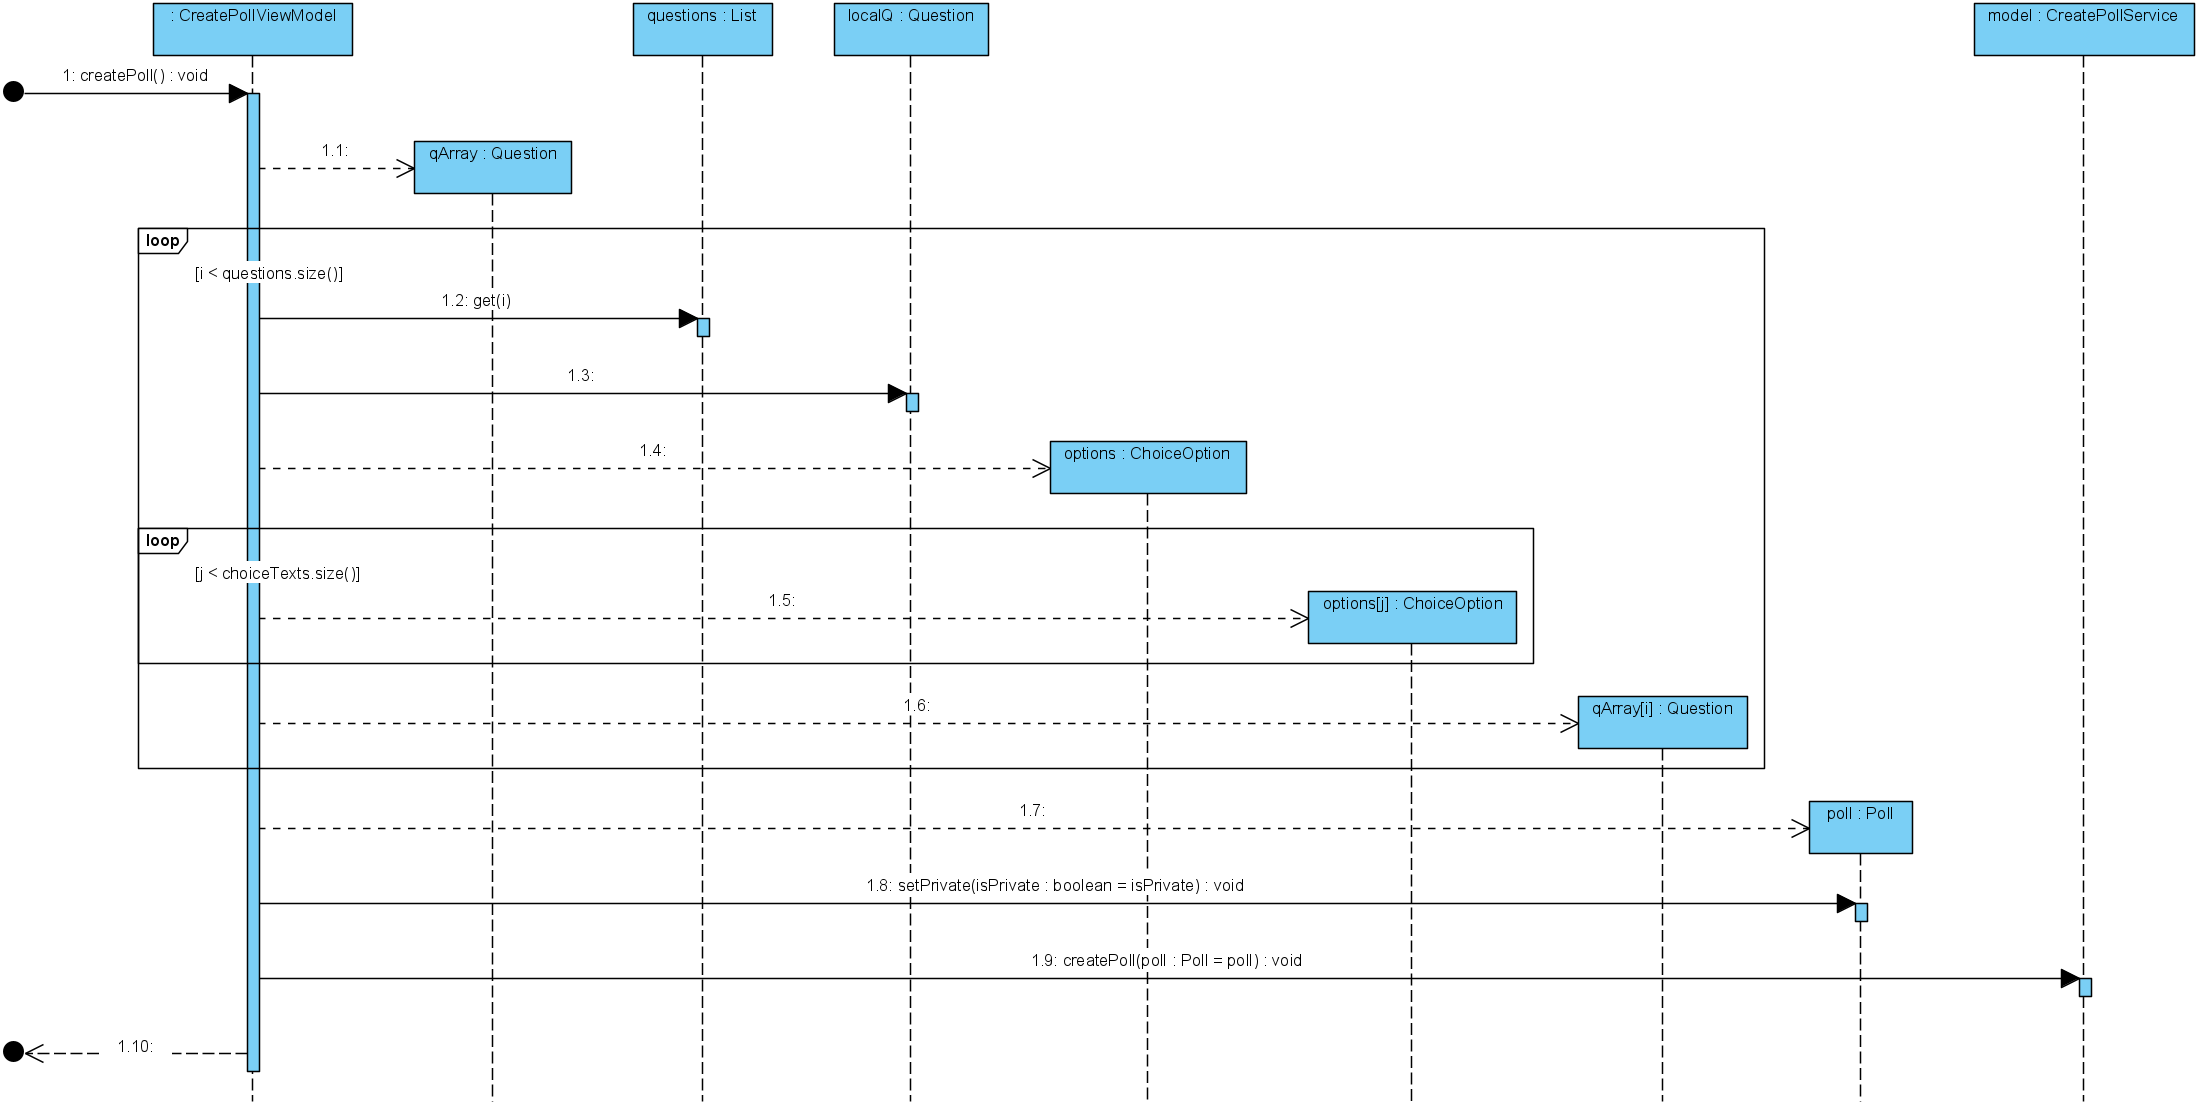 : CreatePollViewModel
questions : List
localQ : Question
model : CreatePollService
1: createPoll() : void
1.1:
qArray : Question
loop
[i < questions.size()]
1.2: get(i)
1.3:
1.4:
options : ChoiceOption
loop
[j < choiceTexts.size()]
1.5:
options[j] : ChoiceOption
1.6:
qArray[i] : Question
1.7:
poll : Poll
1.8: setPrivate(isPrivate : boolean = isPrivate) : void
1.9: createPoll(poll : Poll = poll) : void
1.10: